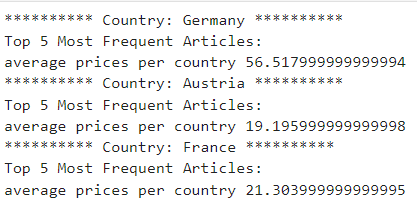 ********** Country: Germany **********
Top 5 Most Frequent Articles:
average prices per country 56.517999999999994
********** Country: Austria **********
Top 5 Most Frequent Articles:
average prices per country 19.195999999999998
********** Country: France **********
Top 5 Most Frequent Articles:
average prices per country 21.303999999999995